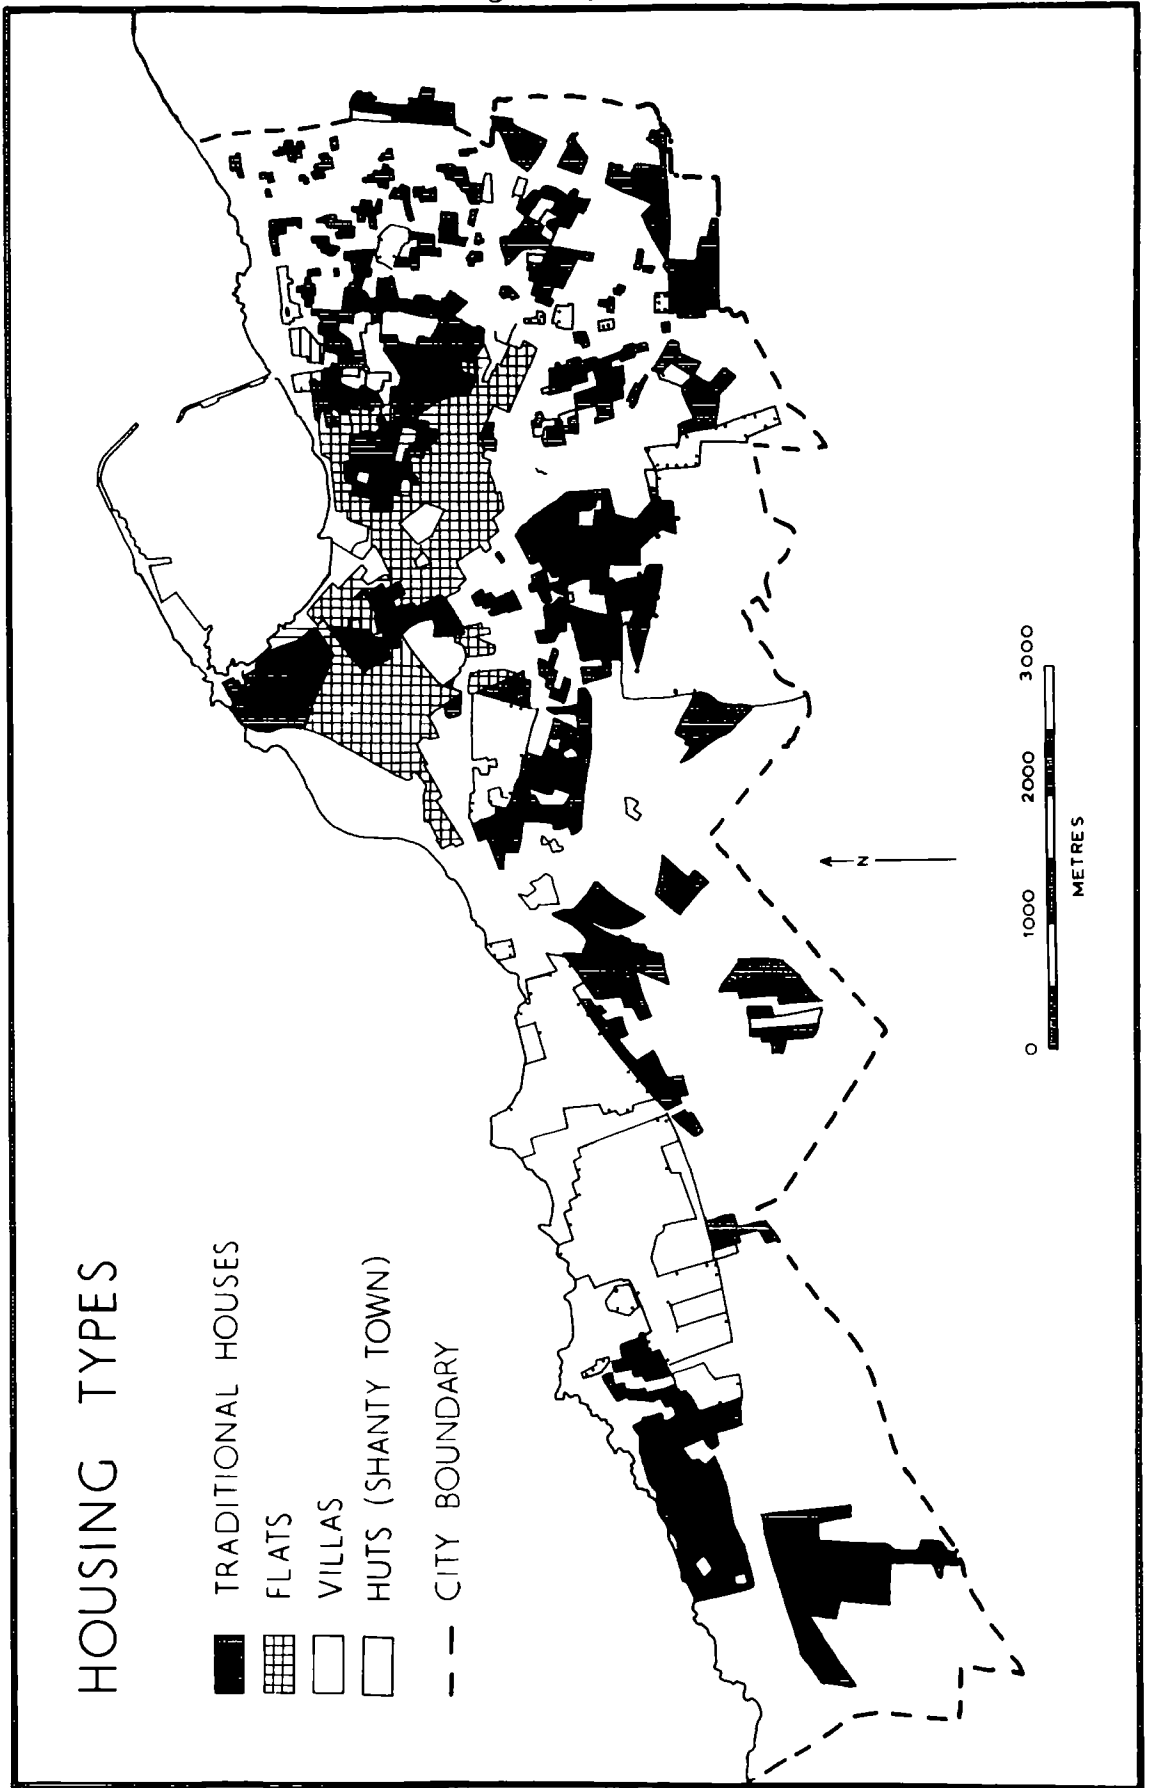 HOUSING TYPES
TRADITIONAL HOUSES
FLATS
VILLAS
HUTS (SHANTY TOWN)
CITY BOUNDARY
N
0 1000 2000 3000
METRES